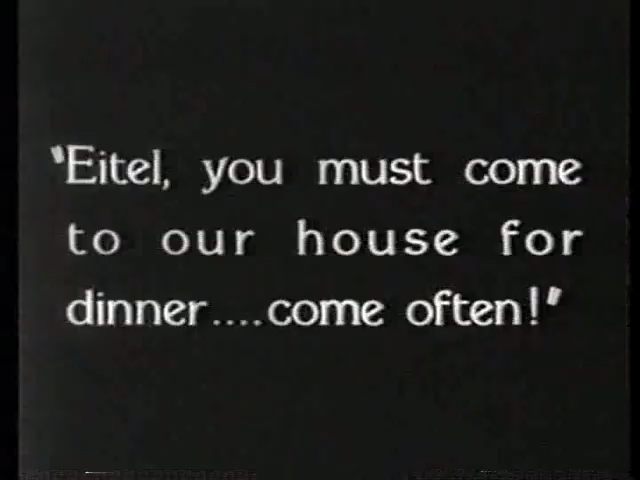 "Eitel, you must come
to our house for
dinner....come often!"